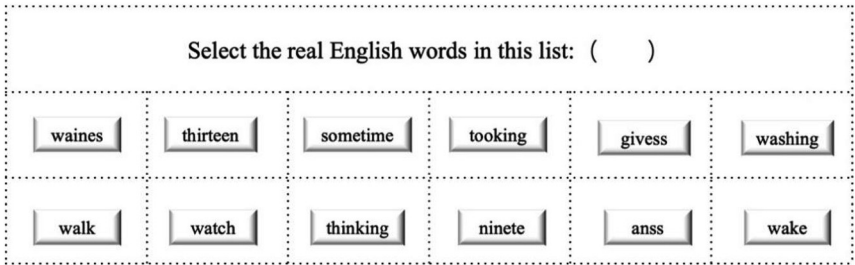 Select the real English words in this list: (      )
waines thirteen sometime tooking givess washing
walk watch thinking ninete anss wake